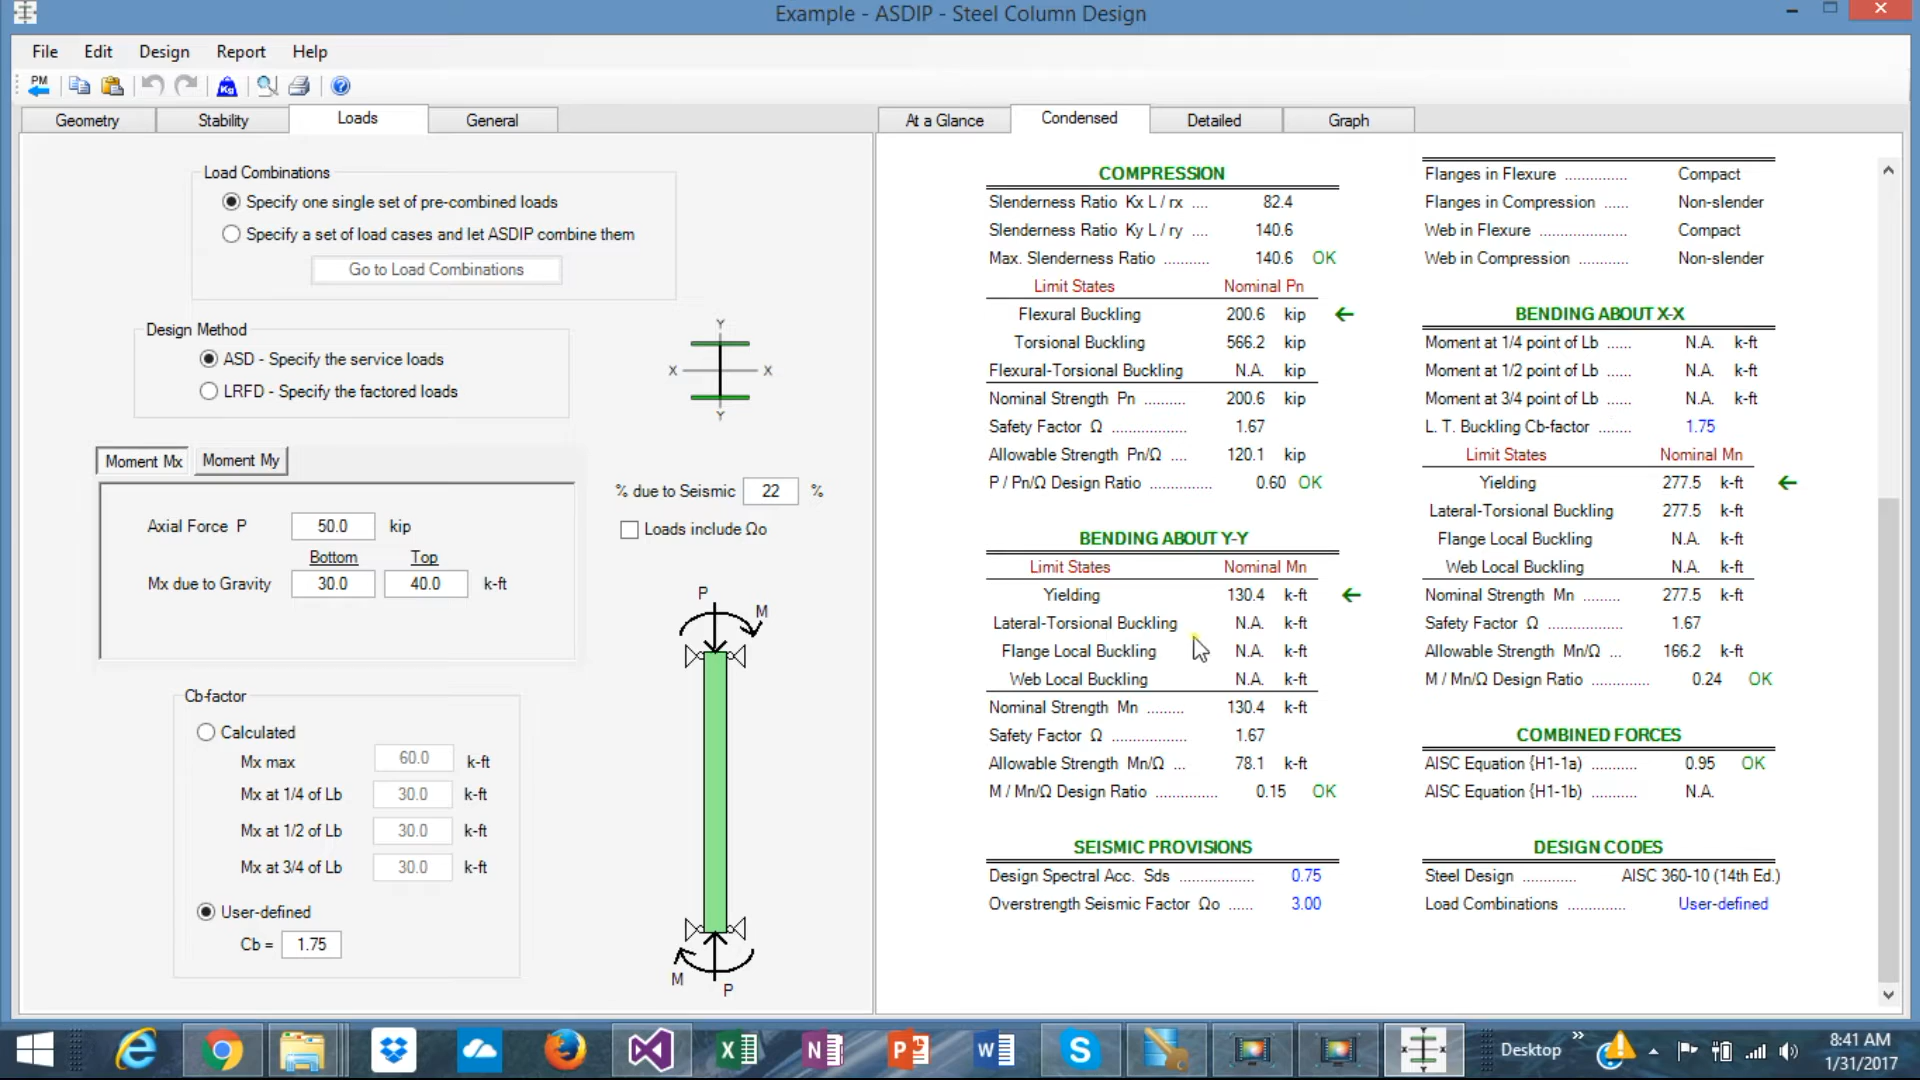 Example - ASDIP - Steel Column Design
File Edit Design Report Help
PM Kg
Geometry Stability Loads General
At a Glance Condensed Detailed Graph
Load Combinations
Specify one single set of pre-combined loads
Specify a set of load cases and let ASDIP combine them
Go to Load Combinations
Design Method
ASD - Specify the service loads
LRFD - Specify the factored loads
Y
X X
Y
Moment Mx Moment My
Axial Force P 50.0 kip
Bottom Top
Mx due to Gravity 30.0 40.0 k-ft
% due to Seismic 22 %
Loads include Ωo
P
M
M
P
Cb-factor
Calculated
Mx max 60.0 k-ft
Mx at 1/4 of Lb 30.0 k-ft
Mx at 1/2 of Lb 30.0 k-ft
Mx at 3/4 of Lb 30.0 k-ft
User-defined
Cb = 1.75
COMPRESSION
Slenderness Ratio Kx L / rx .... 82.4
Slenderness Ratio Ky L / ry .... 140.6
Max. Slenderness Ratio ........... 140.6 OK
Limit States Nominal Pn
Flexural Buckling 200.6 kip
Torsional Buckling 566.2 kip
Flexural-Torsional Buckling N.A. kip
Nominal Strength Pn .......... 200.6 kip
Safety Factor Ω .................. 1.67
Allowable Strength Pn/Ω .... 120.1 kip
P / Pn/Ω Design Ratio ............... 0.60 OK
BENDING ABOUT Y-Y
Limit States Nominal Mn
Yielding 130.4 k-ft
Lateral-Torsional Buckling N.A. k-ft
Flange Local Buckling N.A. k-ft
Web Local Buckling N.A. k-ft
Nominal Strength Mn ......... 130.4 k-ft
Safety Factor Ω .................. 1.67
Allowable Strength Mn/Ω ... 78.1 k-ft
M / Mn/Ω Design Ratio ............... 0.15 OK
SEISMIC PROVISIONS
Design Spectral Acc. Sds .................. 0.75
Overstrength Seismic Factor Ωo ...... 3.00
Flanges in Flexure ............... Compact
Flanges in Compression ...... Non-slender
Web in Flexure ..................... Compact
Web in Compression ............ Non-slender
BENDING ABOUT X-X
Moment at 1/4 point of Lb ...... N.A. k-ft
Moment at 1/2 point of Lb ...... N.A. k-ft
Moment at 3/4 point of Lb ...... N.A. k-ft
L. T. Buckling Cb-factor ........ 1.75
Limit States Nominal Mn
Yielding 277.5 k-ft
Lateral-Torsional Buckling 277.5 k-ft
Flange Local Buckling N.A. k-ft
Web Local Buckling N.A. k-ft
Nominal Strength Mn ......... 277.5 k-ft
Safety Factor Ω .................. 1.67
Allowable Strength Mn/Ω ... 166.2 k-ft
M / Mn/Ω Design Ratio .............. 0.24 OK
COMBINED FORCES
AISC Equation {H1-1a) ........... 0.95 OK
AISC Equation {H1-1b) ........... N.A.
DESIGN CODES
Steel Design ............. AISC 360-10 (14th Ed.)
Load Combinations ............. User-defined
Desktop
8:41 AM
1/31/2017